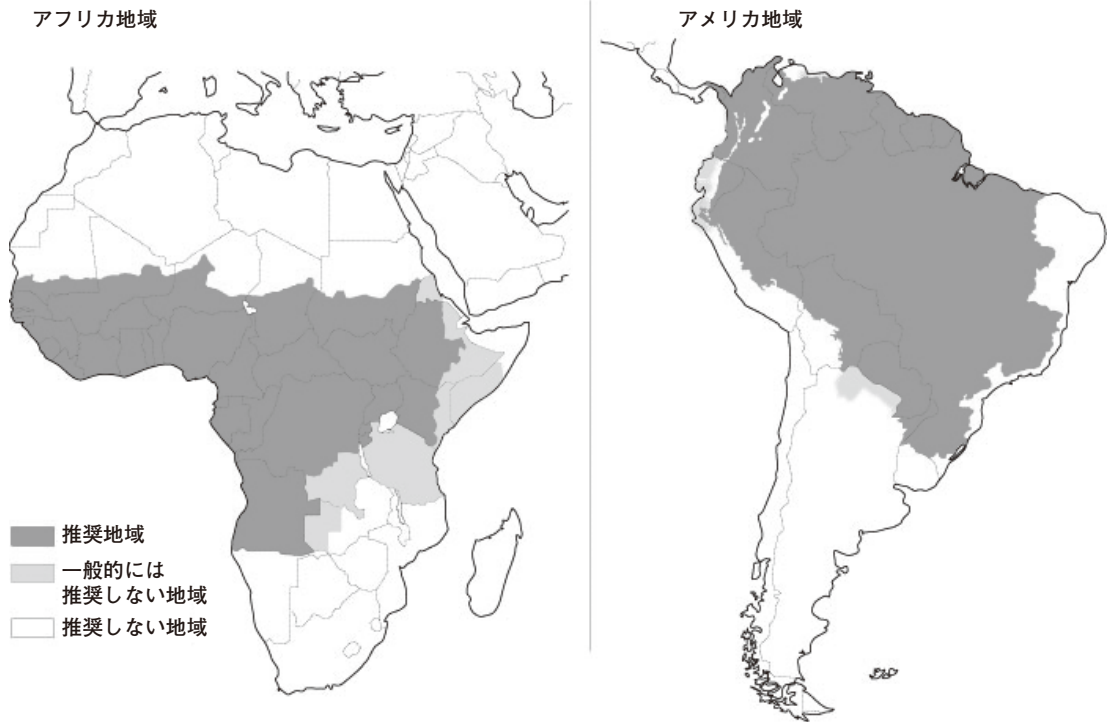 アフリカ地域
アメリカ地域
推奨地域
一般的には
推奨しない地域
推奨しない地域